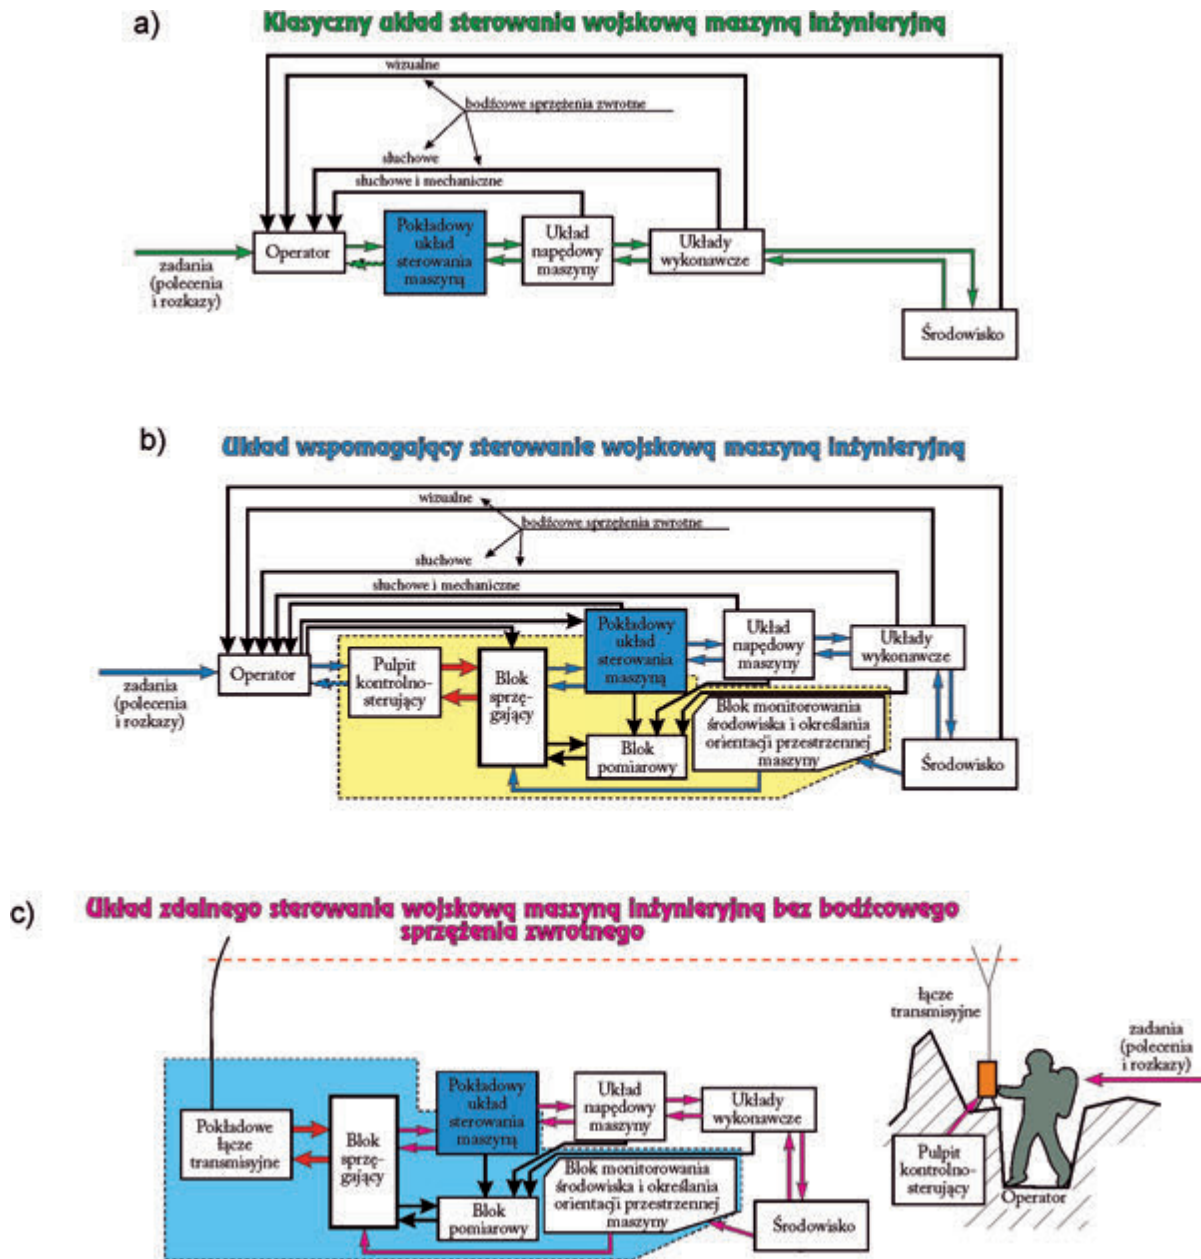 a)
Klasyczny układ sterowania wojskową maszyną inżynieryjną
wizualne
bodźcowe sprzężenia zwrotne
słuchowe
słuchowe i mechaniczne
Operator
Pokładowy
układ
sterowania
maszyną
Układ
napędowy
maszyny
Układy
wykonawcze
zadania
(polecenia
i rozkazy)
Środowisko
b)
Układ wspomagający sterowanie wojskową maszyną inżynieryjną
wizualne
bodźcowe sprzężenia zwrotne
słuchowe
słuchowe i mechaniczne
Operator
zadania
(polecenia
i rozkazy)
Pulpit
kontrolno-
sterujący
Blok
sprzę-
gający
Pokładowy
układ
sterowania
maszyną
Układ
napędowy
maszyny
Układy
wykonawcze
Blok
pomiarowy
Blok monitorowania
środowiska i określania
orientacji przestrzennej
maszyny
Środowisko
c)
Układ zdalnego sterowania wojskową maszyną inżynieryjną bez bodźcowego
sprzężenia zwrotnego
łącze
transmisyjne
zadania
(polecenia
i rozkazy)
Pokładowe
łącze
transmisyjne
Blok
sprzę-
gający
Pokładowy
układ
sterowania
maszyną
Układ
napędowy
maszyny
Układy
wykonawcze
Blok
pomiarowy
Blok monitorowania
środowiska i określania
orientacji przestrzennej
maszyny
Środowisko
Pulpit
kontrolno-
sterujący
Operator